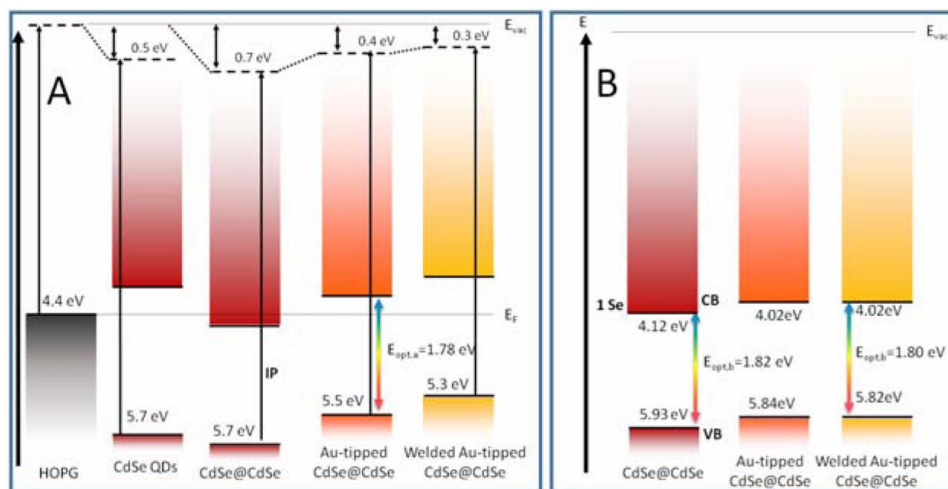 A
E_vac
0.5 eV
0.7 eV
0.4 eV
0.3 eV
4.4 eV
E_F
E_opt,a=1.78 eV
IP
5.7 eV
5.7 eV
5.5 eV
5.3 eV
HOPG
CdSe QDs
CdSe@CdSe
Au-tipped
CdSe@CdSe
Welded Au-tipped
CdSe@CdSe
E
B
E_vac
1 Se
CB
4.12 eV
4.02eV
4.02eV
E_opt,b=1.82 eV
E_opt,b=1.80 eV
5.93eV
5.84eV
5.82eV
VB
CdSe@CdSe
Au-tipped
CdSe@CdSe
Welded Au-tipped
CdSe@CdSe